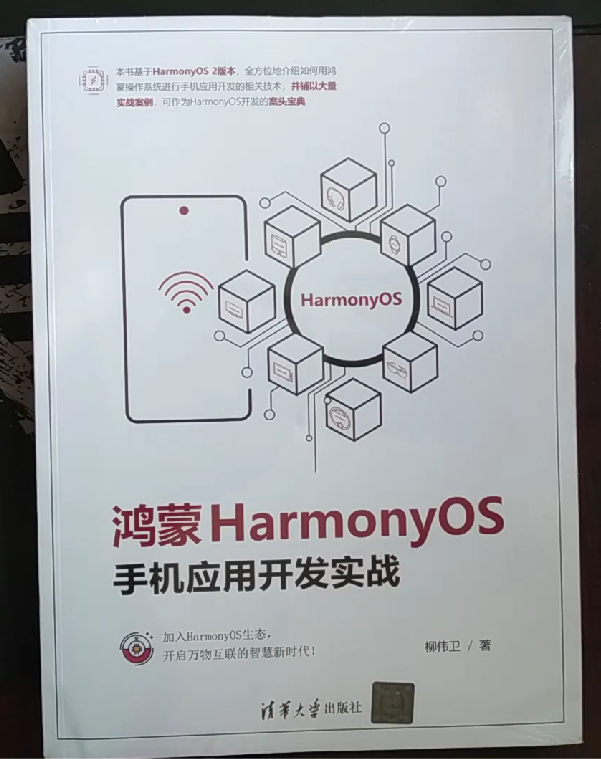 本书基于HarmonyOS 2版本，全方位地介绍如何用鸿
蒙操作系统进行手机应用开发的相关技术，并辅以大量
实战案例，可作为HarmonyOS开发的案头宝典
HarmonyOS
鸿蒙HarmonyOS
手机应用开发实战
加入HarmonyOS生态，
开启万物互联的智慧新时代！
柳伟卫 / 著
清华大学出版社